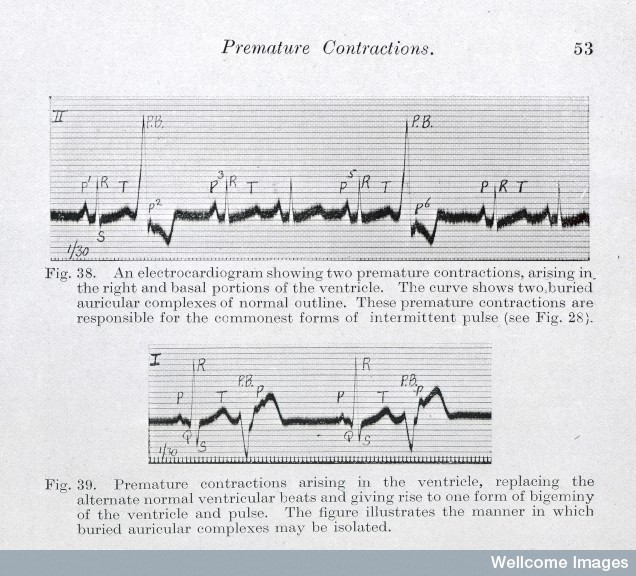 Premature Contractions. 53
II
P.B. P.B.
P1 R T P3 R T P5 R T P R T
P2 P6
S
1/30
Fig. 38. An electrocardiogram showing two premature contractions, arising in
the right and basal portions of the ventricle. The curve shows two buried
auricular complexes of normal outline. These premature contractions are
responsible for the commonest forms of intermittent pulse (see Fig. 28).
I
R R
P T P.B. P P T P.B. P
Q S Q S
1/30
Fig. 39. Premature contractions arising in the ventricle, replacing the
alternate normal ventricular beats and giving rise to one form of bigeminy
of the ventricle and pulse. The figure illustrates the manner in which
buried auricular complexes may be isolated.
Wellcome Images